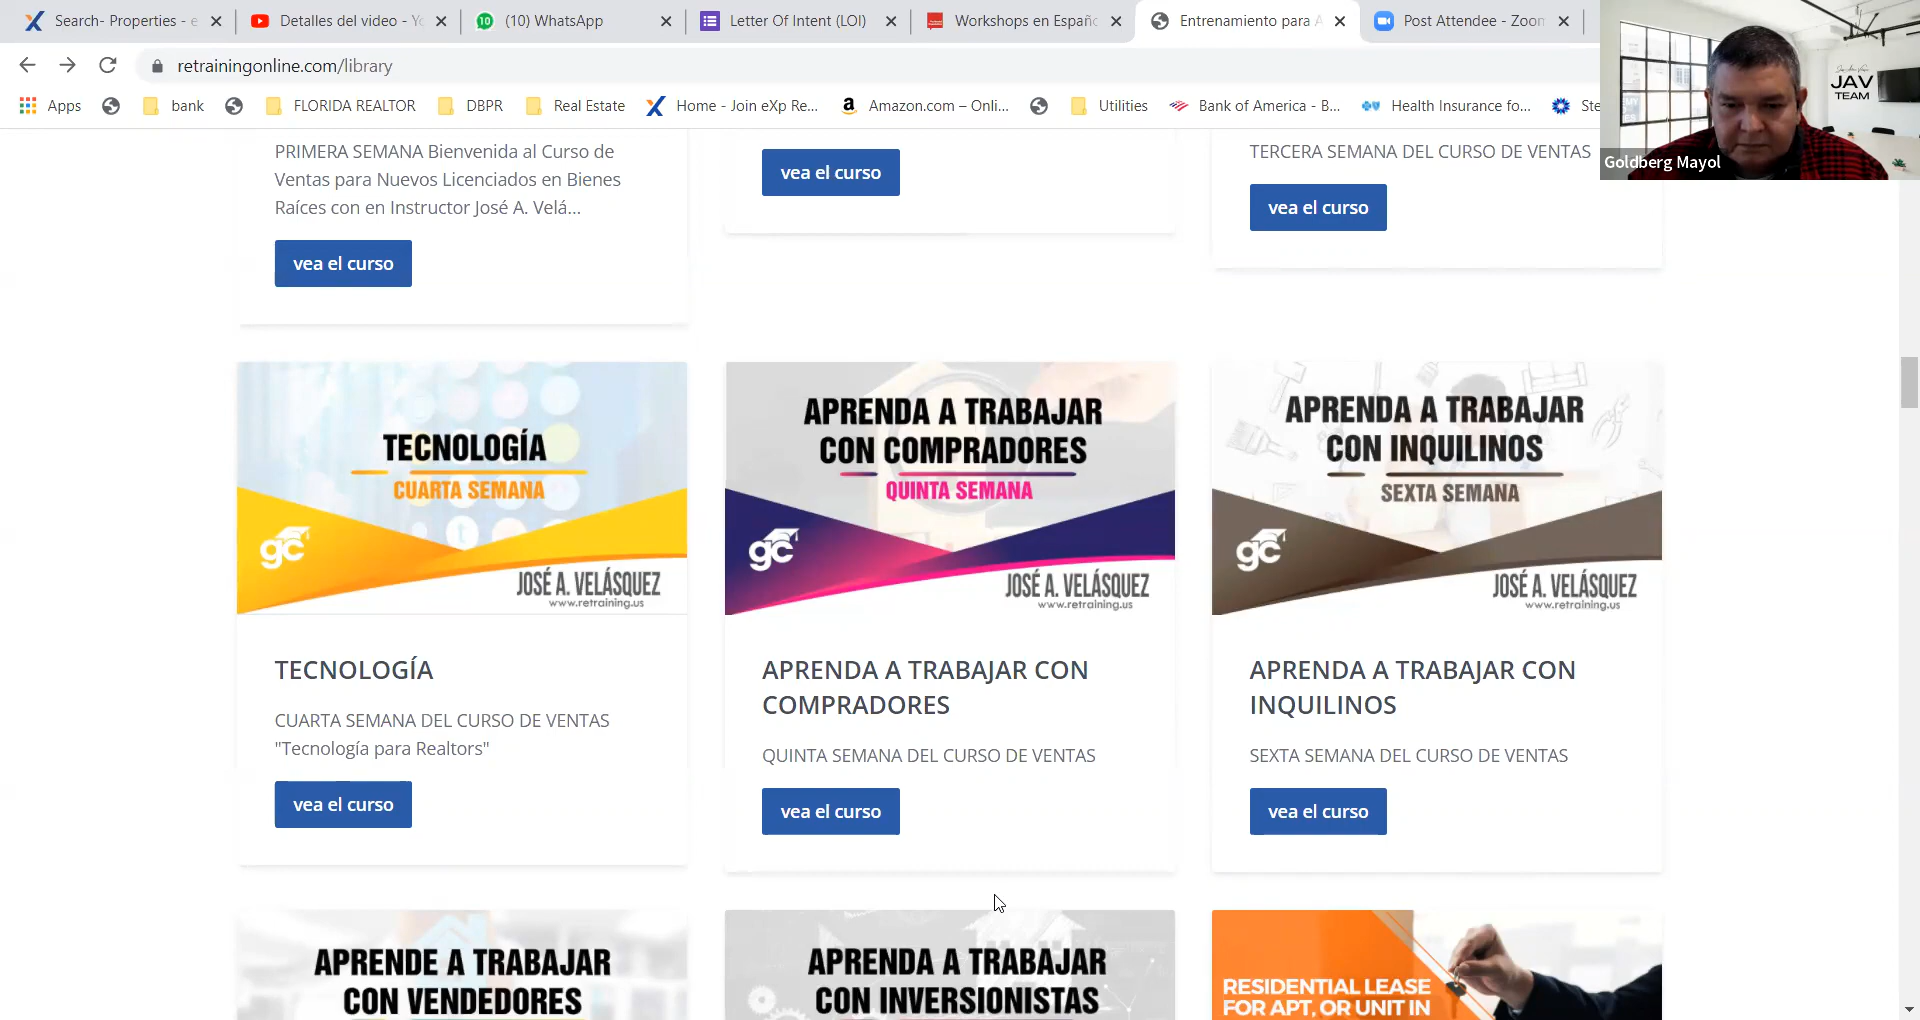 Search- Properties - e
Detalles del video - Yo
10 (10) WhatsApp
Letter Of Intent (LOI)
Workshops en Españo
Entrenamiento para A
Post Attendee - Zoom
retrainingonline.com/library
Apps
bank
FLORIDA REALTOR
DBPR
Real Estate
Home - Join eXp Re...
Amazon.com – Onli...
Utilities
Bank of America - B...
Health Insurance fo...
Ste
JAV
TEAM
Goldberg Mayol
PRIMERA SEMANA Bienvenida al Curso de
Ventas para Nuevos Licenciados en Bienes
Raíces con en Instructor José A. Velá...
vea el curso
vea el curso
TERCERA SEMANA DEL CURSO DE VENTAS
vea el curso
TECNOLOGÍA
CUARTA SEMANA
gc
JOSÉ A. VELÁSQUEZ
www.retraining.us
APRENDA A TRABAJAR
CON COMPRADORES
QUINTA SEMANA
gc
JOSÉ A. VELÁSQUEZ
www.retraining.us
APRENDA A TRABAJAR
CON INQUILINOS
SEXTA SEMANA
gc
JOSÉ A. VELÁSQUEZ
www.retraining.us
TECNOLOGÍA
CUARTA SEMANA DEL CURSO DE VENTAS
"Tecnología para Realtors"
vea el curso
APRENDA A TRABAJAR CON
COMPRADORES
QUINTA SEMANA DEL CURSO DE VENTAS
vea el curso
APRENDA A TRABAJAR CON
INQUILINOS
SEXTA SEMANA DEL CURSO DE VENTAS
vea el curso
APRENDE A TRABAJAR
CON VENDEDORES
APRENDA A TRABAJAR
CON INVERSIONISTAS
RESIDENTIAL LEASE
FOR APT, OR UNIT IN